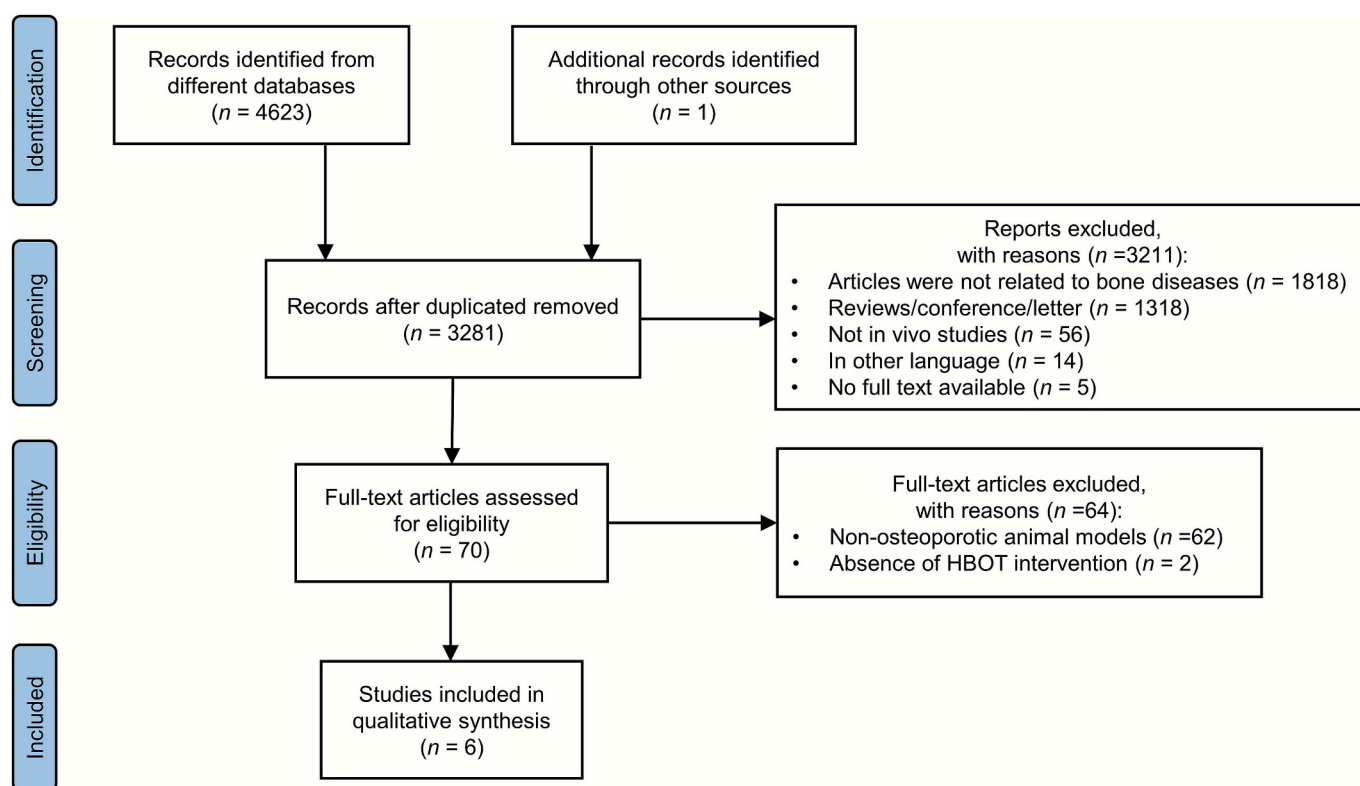 Identification
Records identified from
different databases
(n = 4623)
Additional records identified
through other sources
(n = 1)
Screening
Records after duplicated removed
(n = 3281)
Reports excluded,
with reasons (n =3211):
• Articles were not related to bone diseases (n = 1818)
• Reviews/conference/letter (n = 1318)
• Not in vivo studies (n = 56)
• In other language (n = 14)
• No full text available (n = 5)
Eligibility
Full-text articles assessed
for eligibility
(n = 70)
Full-text articles excluded,
with reasons (n =64):
• Non-osteoporotic animal models (n =62)
• Absence of HBOT intervention (n = 2)
Included
Studies included in
qualitative synthesis
(n = 6)